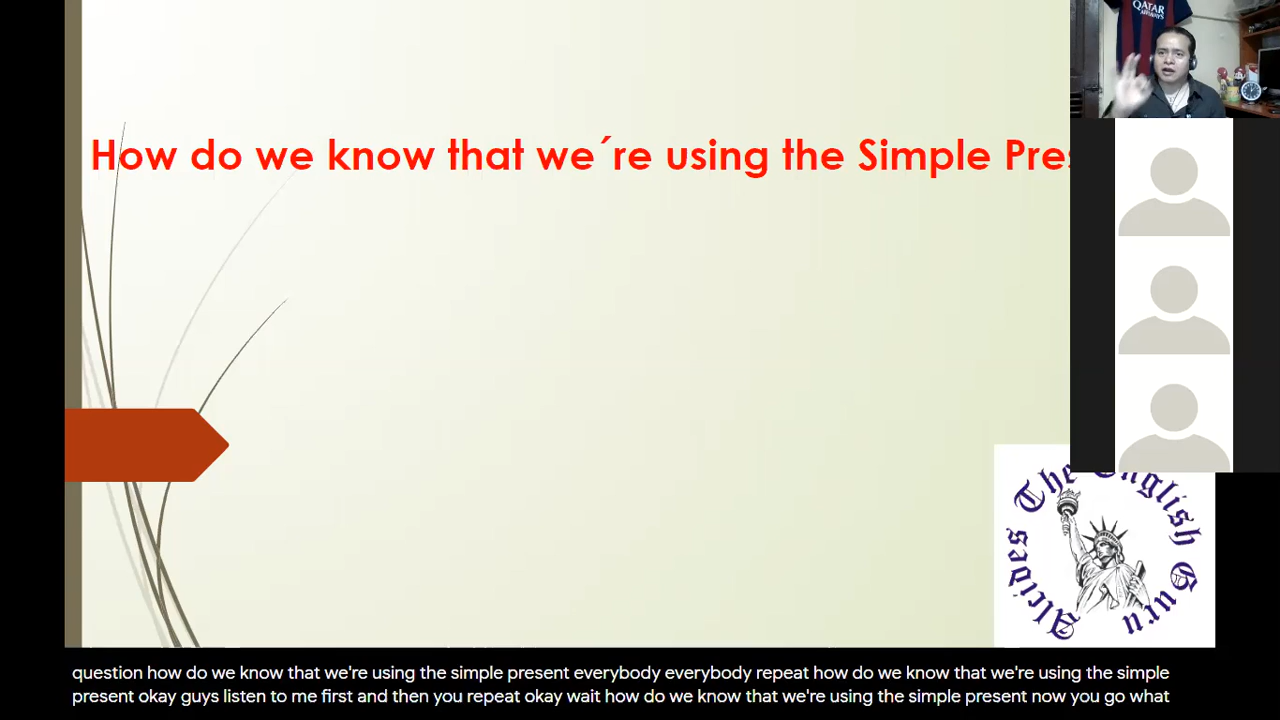 QATAR
AIRWAYS
How do we know that we´re using the Simple
Alcides The English Guru
question how do we know that we're using the simple present everybody everybody repeat how do we know that we're using the simple
present okay guys listen to me first and then you repeat okay wait how do we know that we're using the simple present now you go what